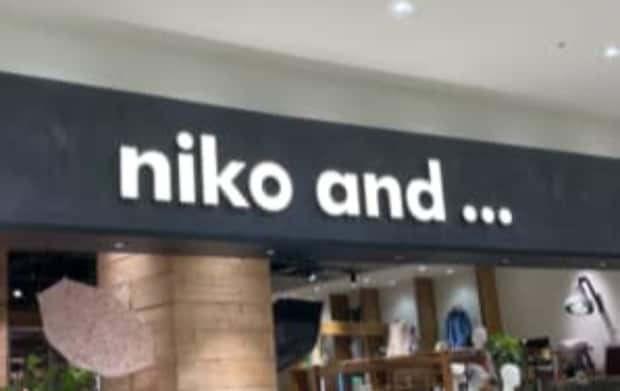 niko and ...